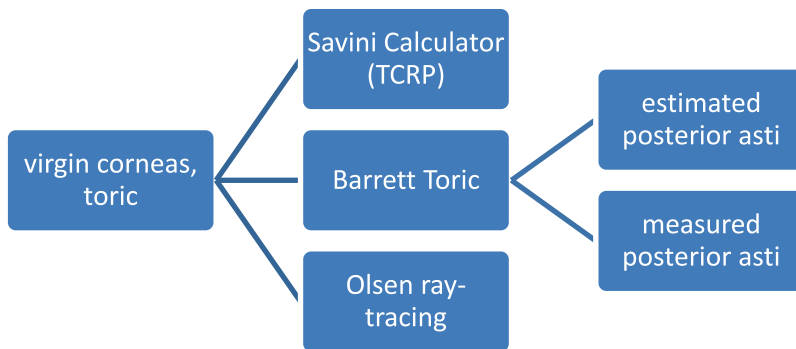 virgin corneas,
toric
Savini Calculator
(TCRP)
Barrett Toric
Olsen ray-
tracing
estimated
posterior asti
measured
posterior asti